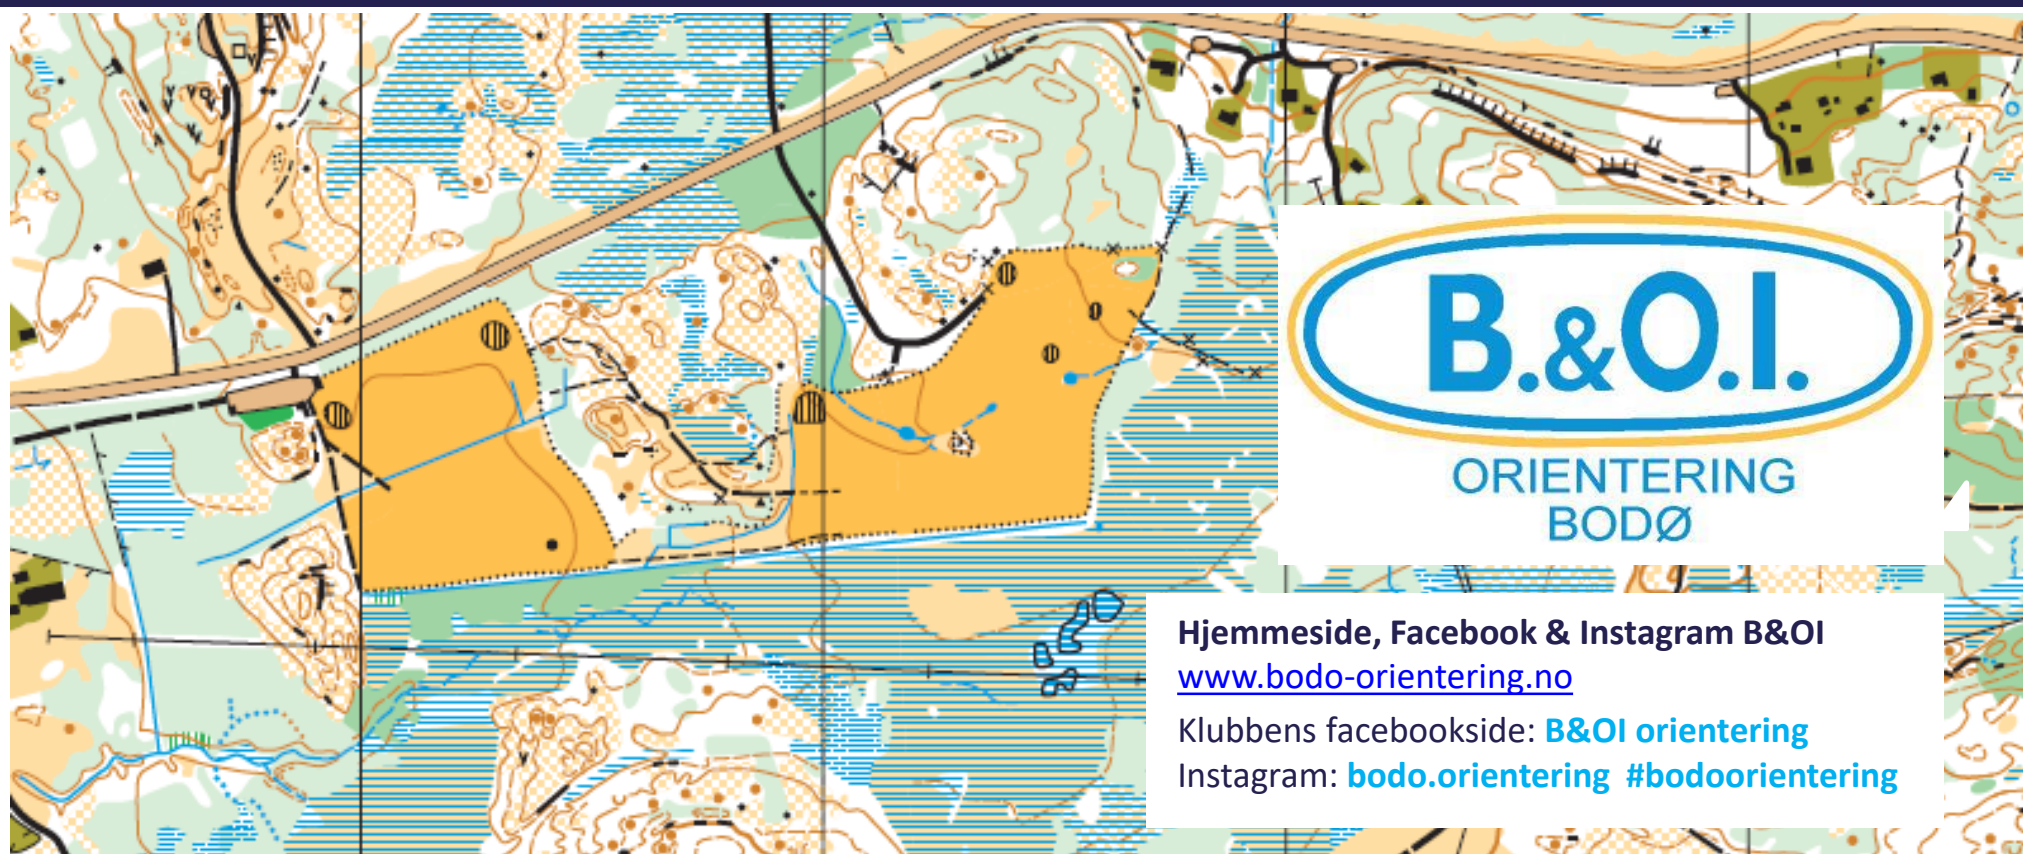 B.&O.I.
ORIENTERING
BODØ
Hjemmeside, Facebook & Instagram B&OI
www.bodo-orientering.no
Klubbens facebookside: B&OI orientering
Instagram: bodo.orientering #bodoorientering